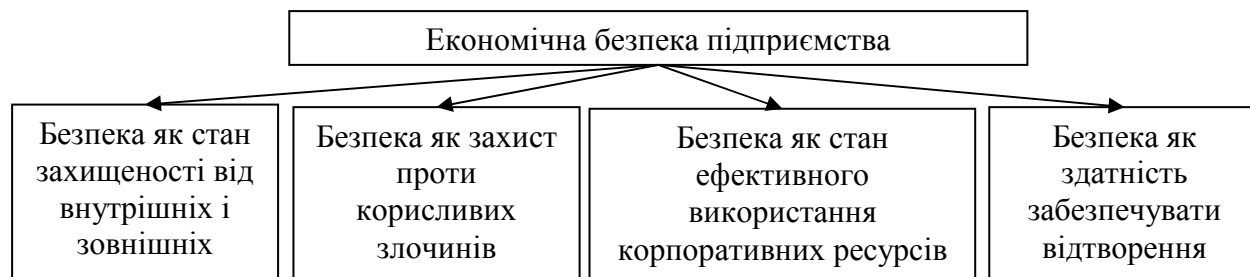 Економічна безпека підприємства
Безпека як стан
захищеності від
внутрішніх і
зовнішніх
Безпека як захист
проти
корисливих
злочинів
Безпека як стан
ефективного
використання
корпоративних ресурсів
Безпека як
здатність
забезпечувати
відтворення